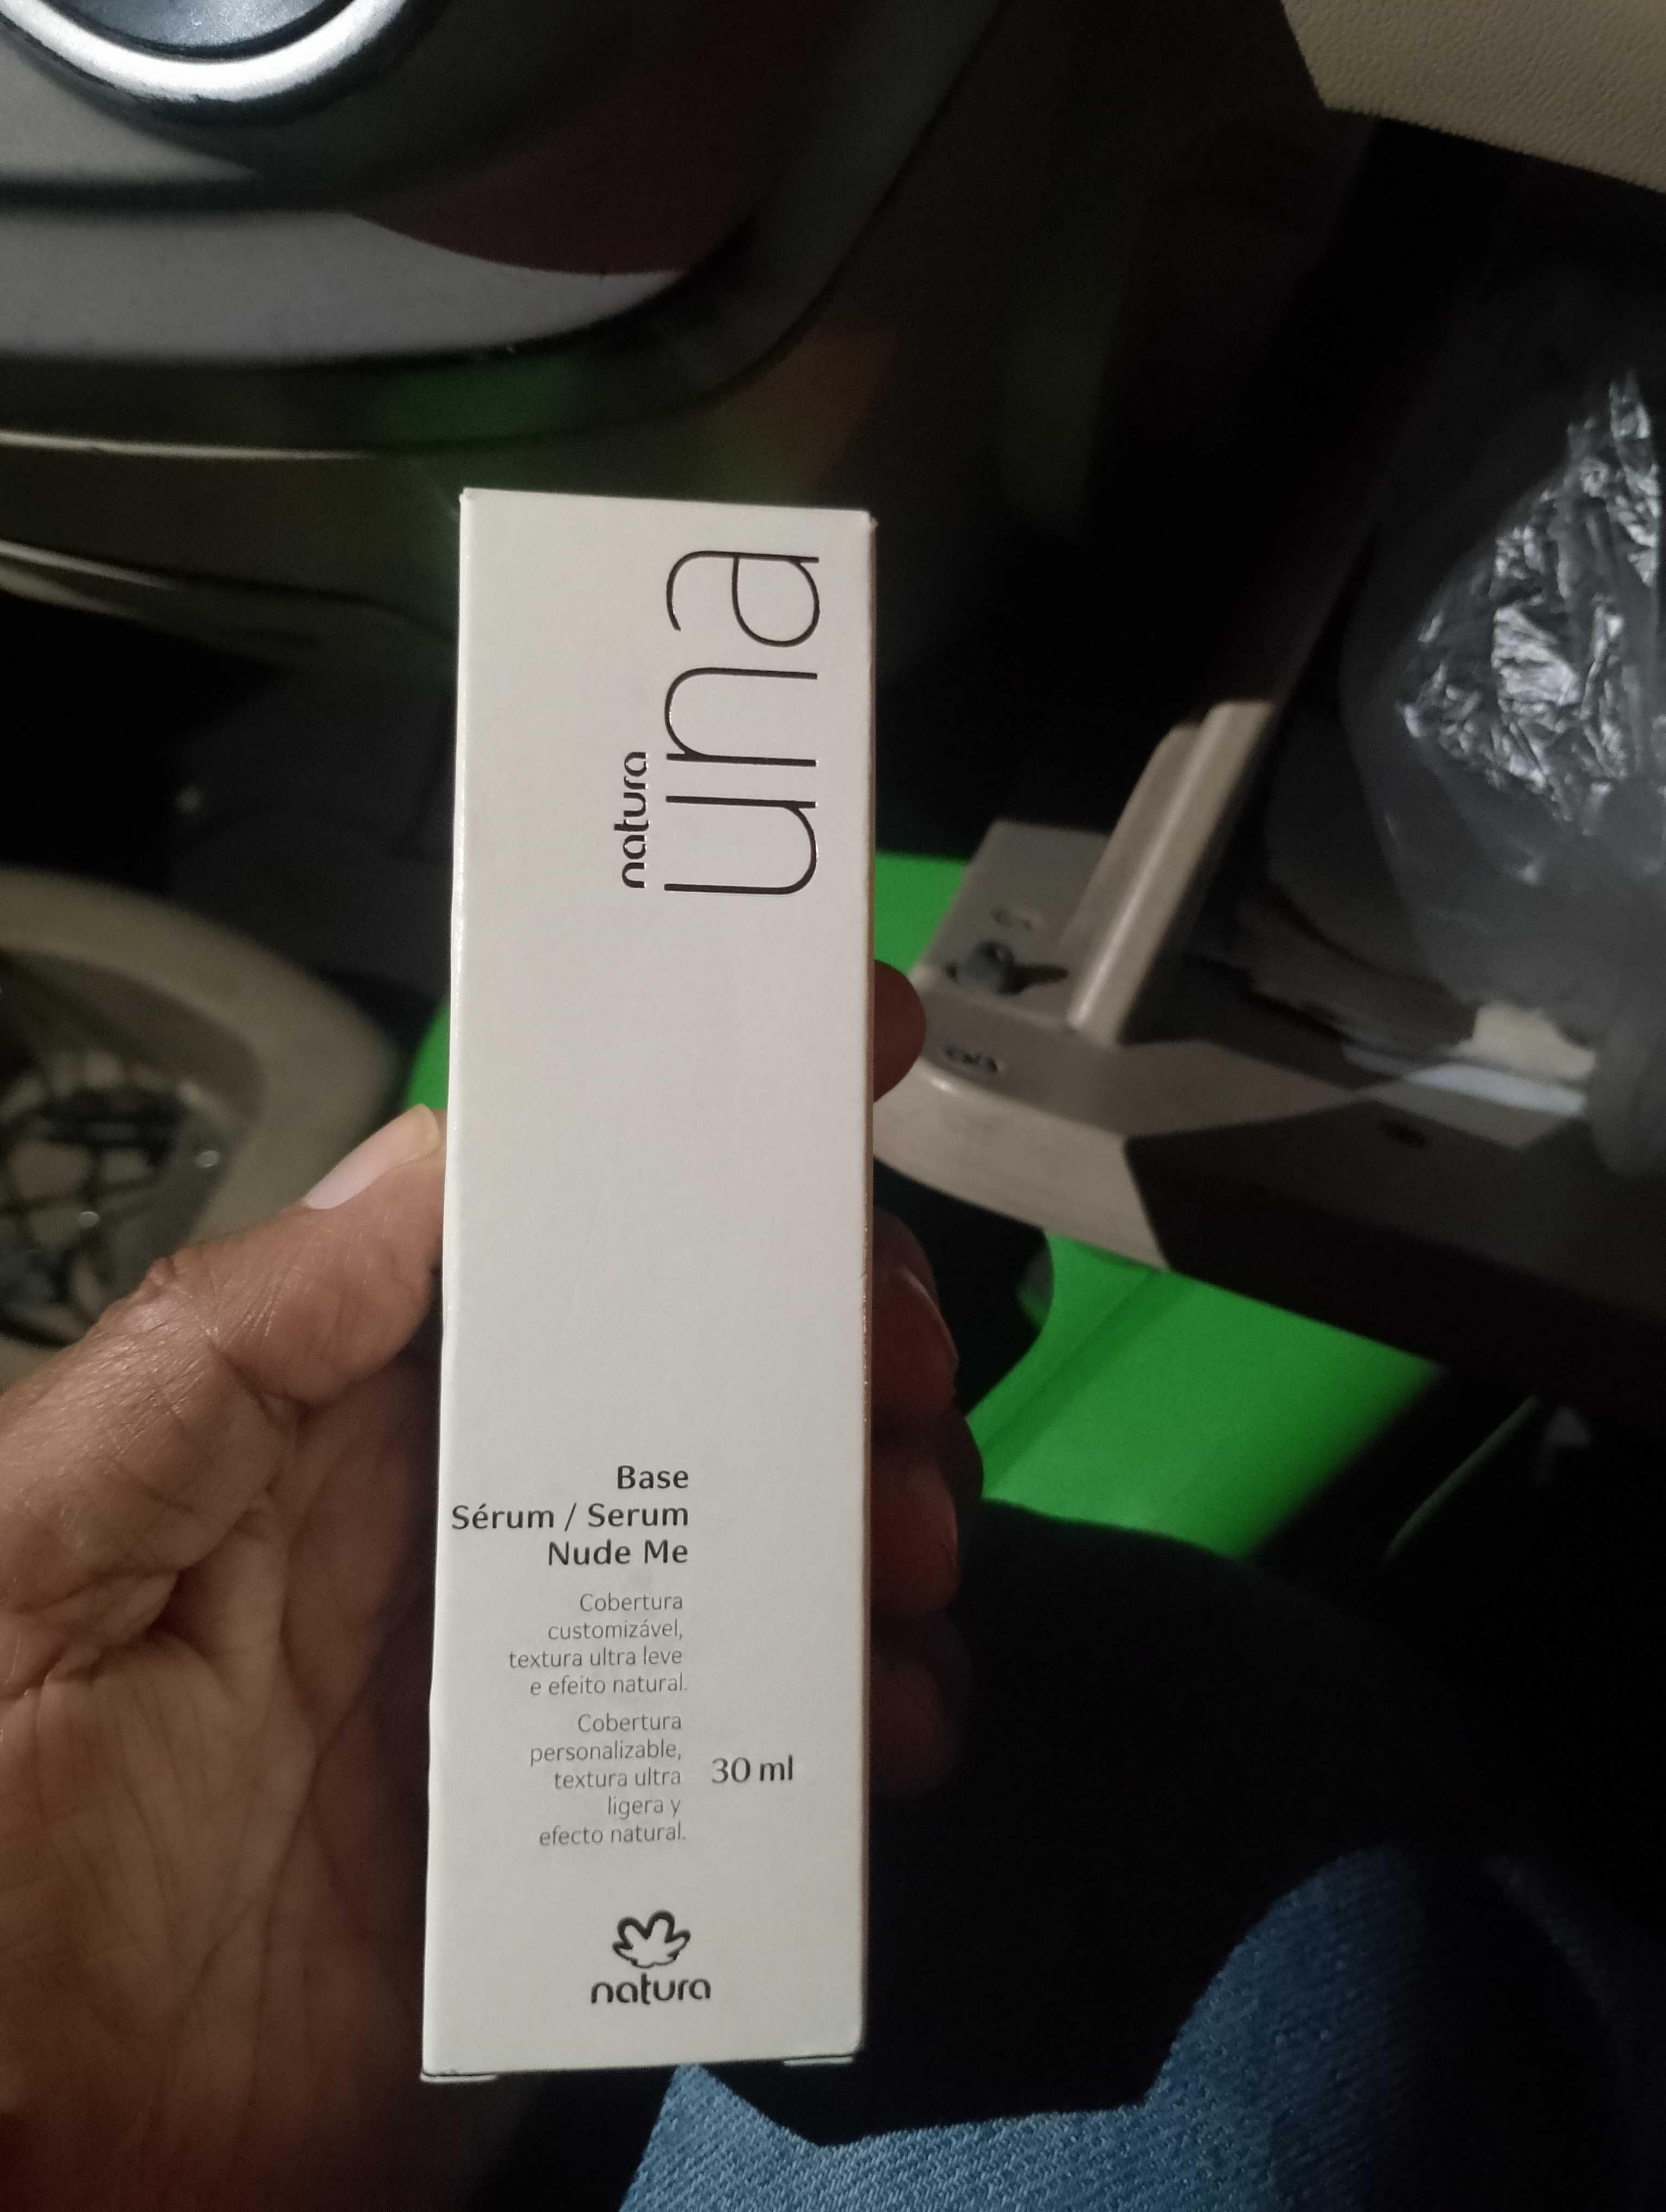 natura
una
Base
Sérum / Serum
Nude Me
Cobertura
customizável,
textura ultra leve
e efeito natural.
Cobertura
personalizable,
textura ultra
ligera y
efecto natural.
30 ml
natura